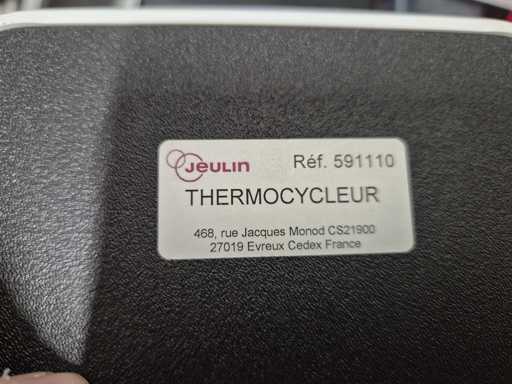 Jeulin Réf. 591110
THERMOCYCLEUR
468, rue Jacques Monod CS21900
27019 Evreux Cedex France